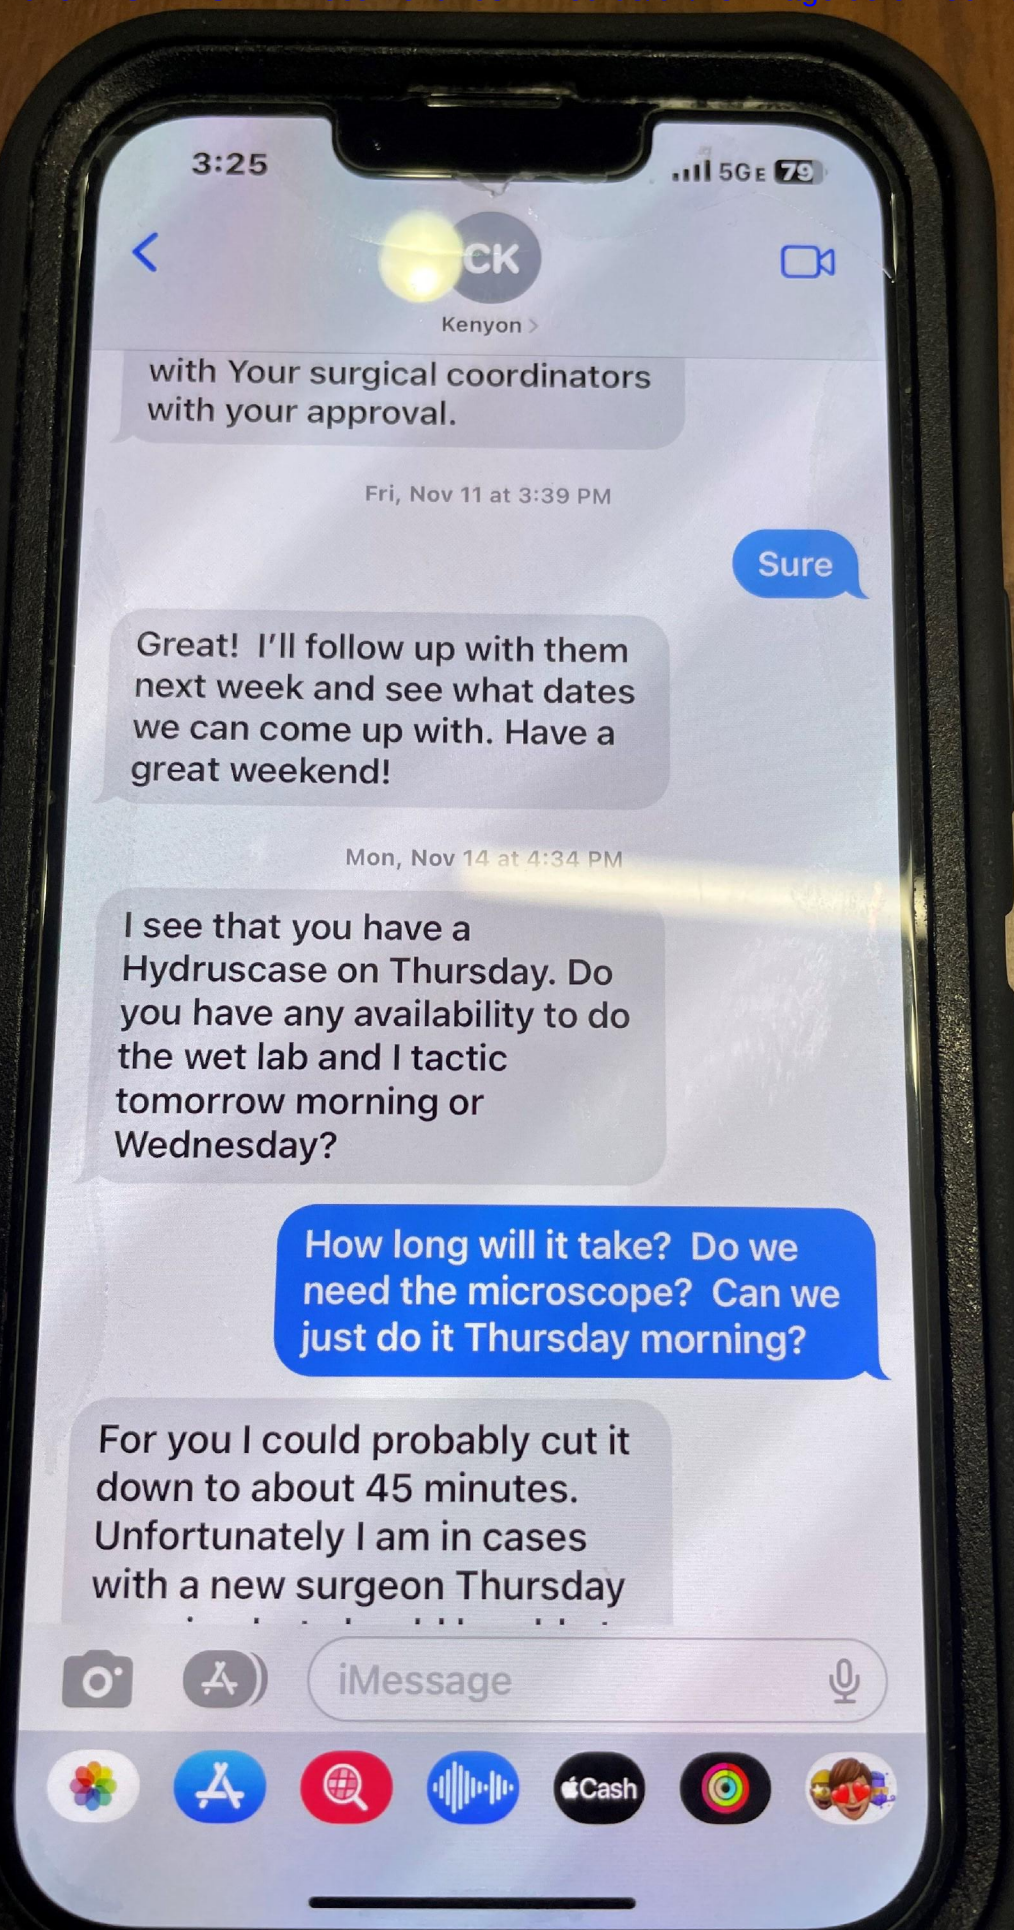 3:25
5GE 79
CK
Kenyon >
with Your surgical coordinators
with your approval.
Fri, Nov 11 at 3:39 PM
Sure
Great!  I'll follow up with them
next week and see what dates
we can come up with. Have a
great weekend!
Mon, Nov 14 at 4:34 PM
I see that you have a
Hydruscase on Thursday. Do
you have any availability to do
the wet lab and I tactic
tomorrow morning or
Wednesday?
How long will it take?  Do we
need the microscope?  Can we
just do it Thursday morning?
For you I could probably cut it
down to about 45 minutes.
Unfortunately I am in cases
with a new surgeon Thursday
iMessage
Cash